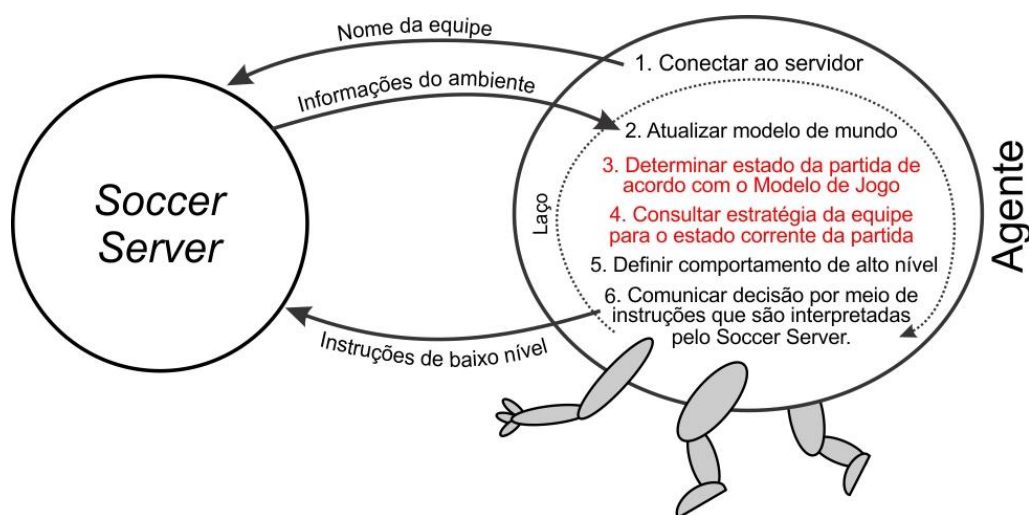 Nome da equipe
Informações do ambiente
Soccer
Server
Instruções de baixo nível
1. Conectar ao servidor
2. Atualizar modelo de mundo
3. Determinar estado da partida de
acordo com o Modelo de Jogo
4. Consultar estratégia da equipe
para o estado corrente da partida
5. Definir comportamento de alto nível
6. Comunicar decisão por meio de
instruções que são interpretadas
pelo Soccer Server.
Laço
Agente